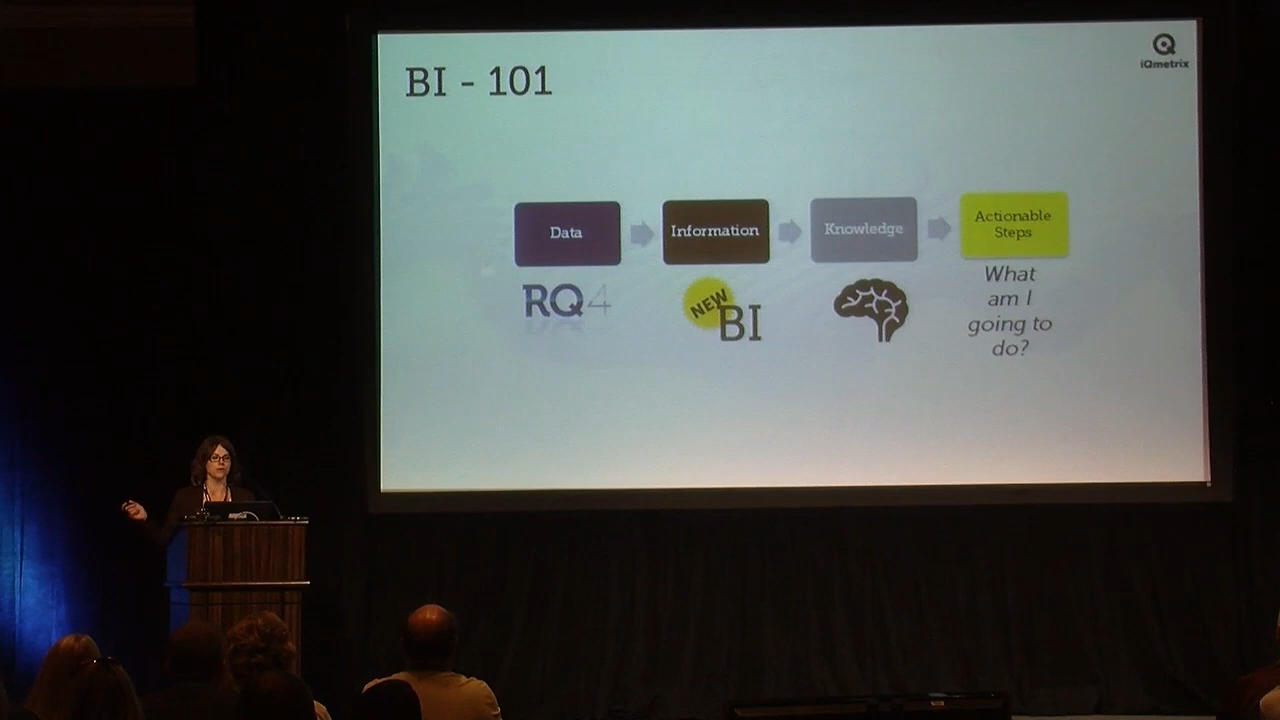 iQmetrix
BI - 101
Data
Information
Knowledge
Actionable
Steps
RQ4
NEW
BI
What
am I
going to
do?